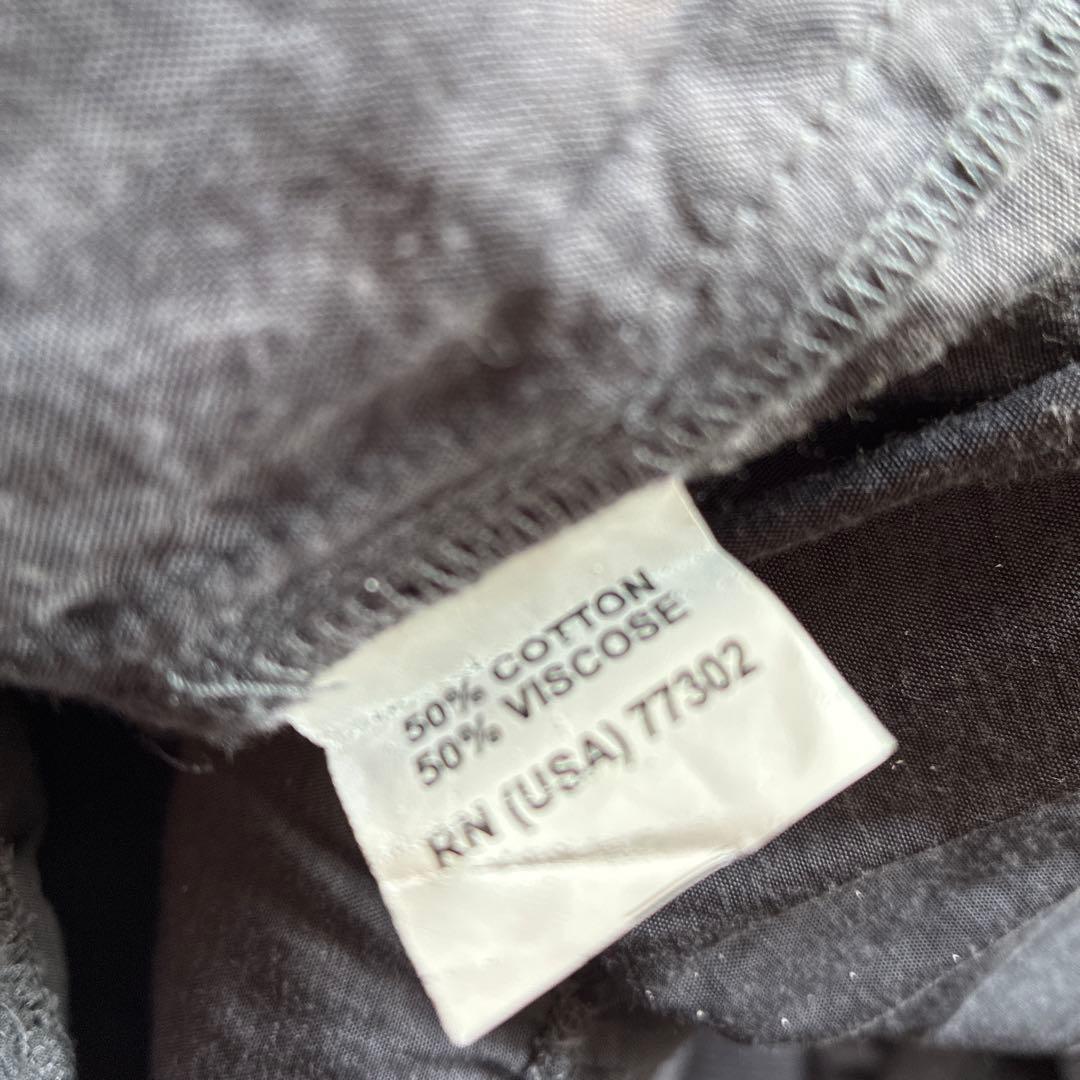 50% COTTON
50% VISCOSE
RN (USA) 77302